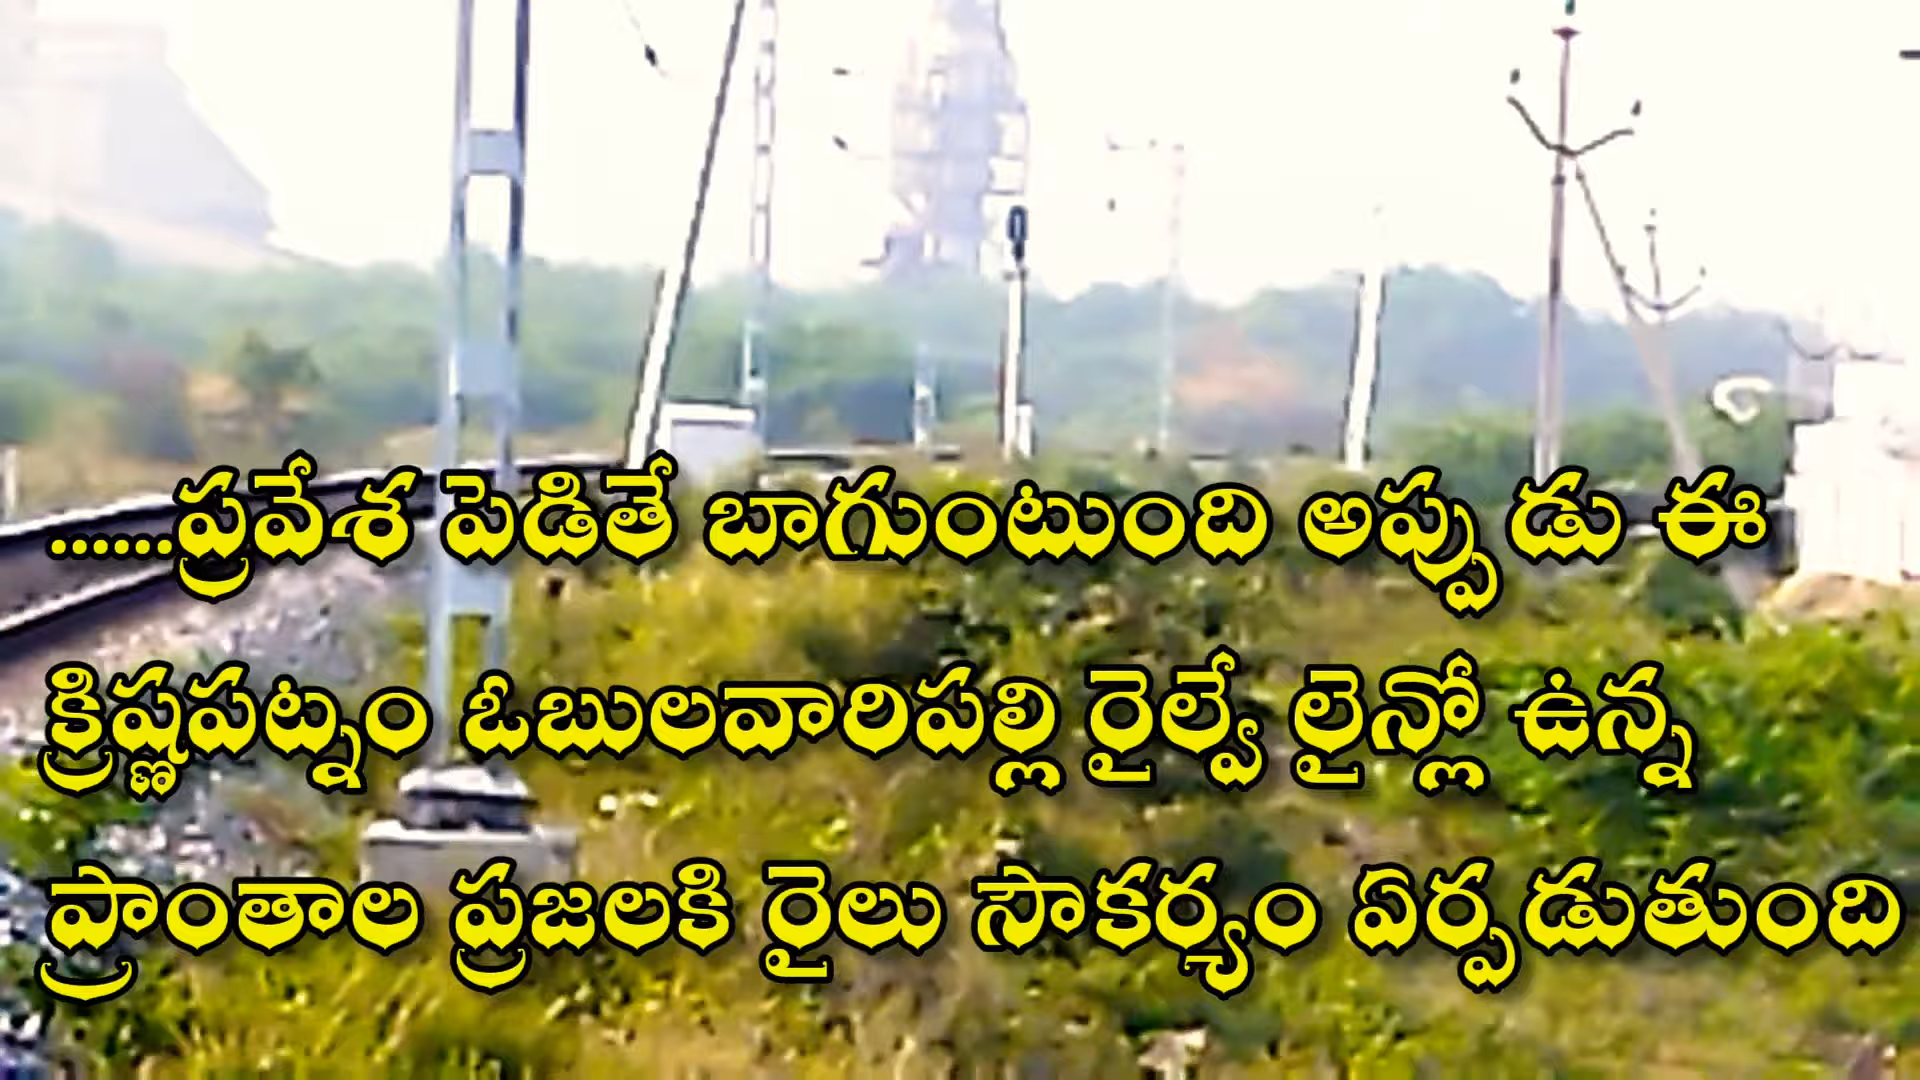 ......ప్రవేశ పెడితే బాగుంటుంది అప్పు డు ఈ
క్రిష్ణపట్నం ఓబులవారిపల్లి రైల్వే లైన్లో ఉన్న
ప్రాంతాల ప్రజలకి రైలు సౌకర్యం ఏర్పడుతుంది